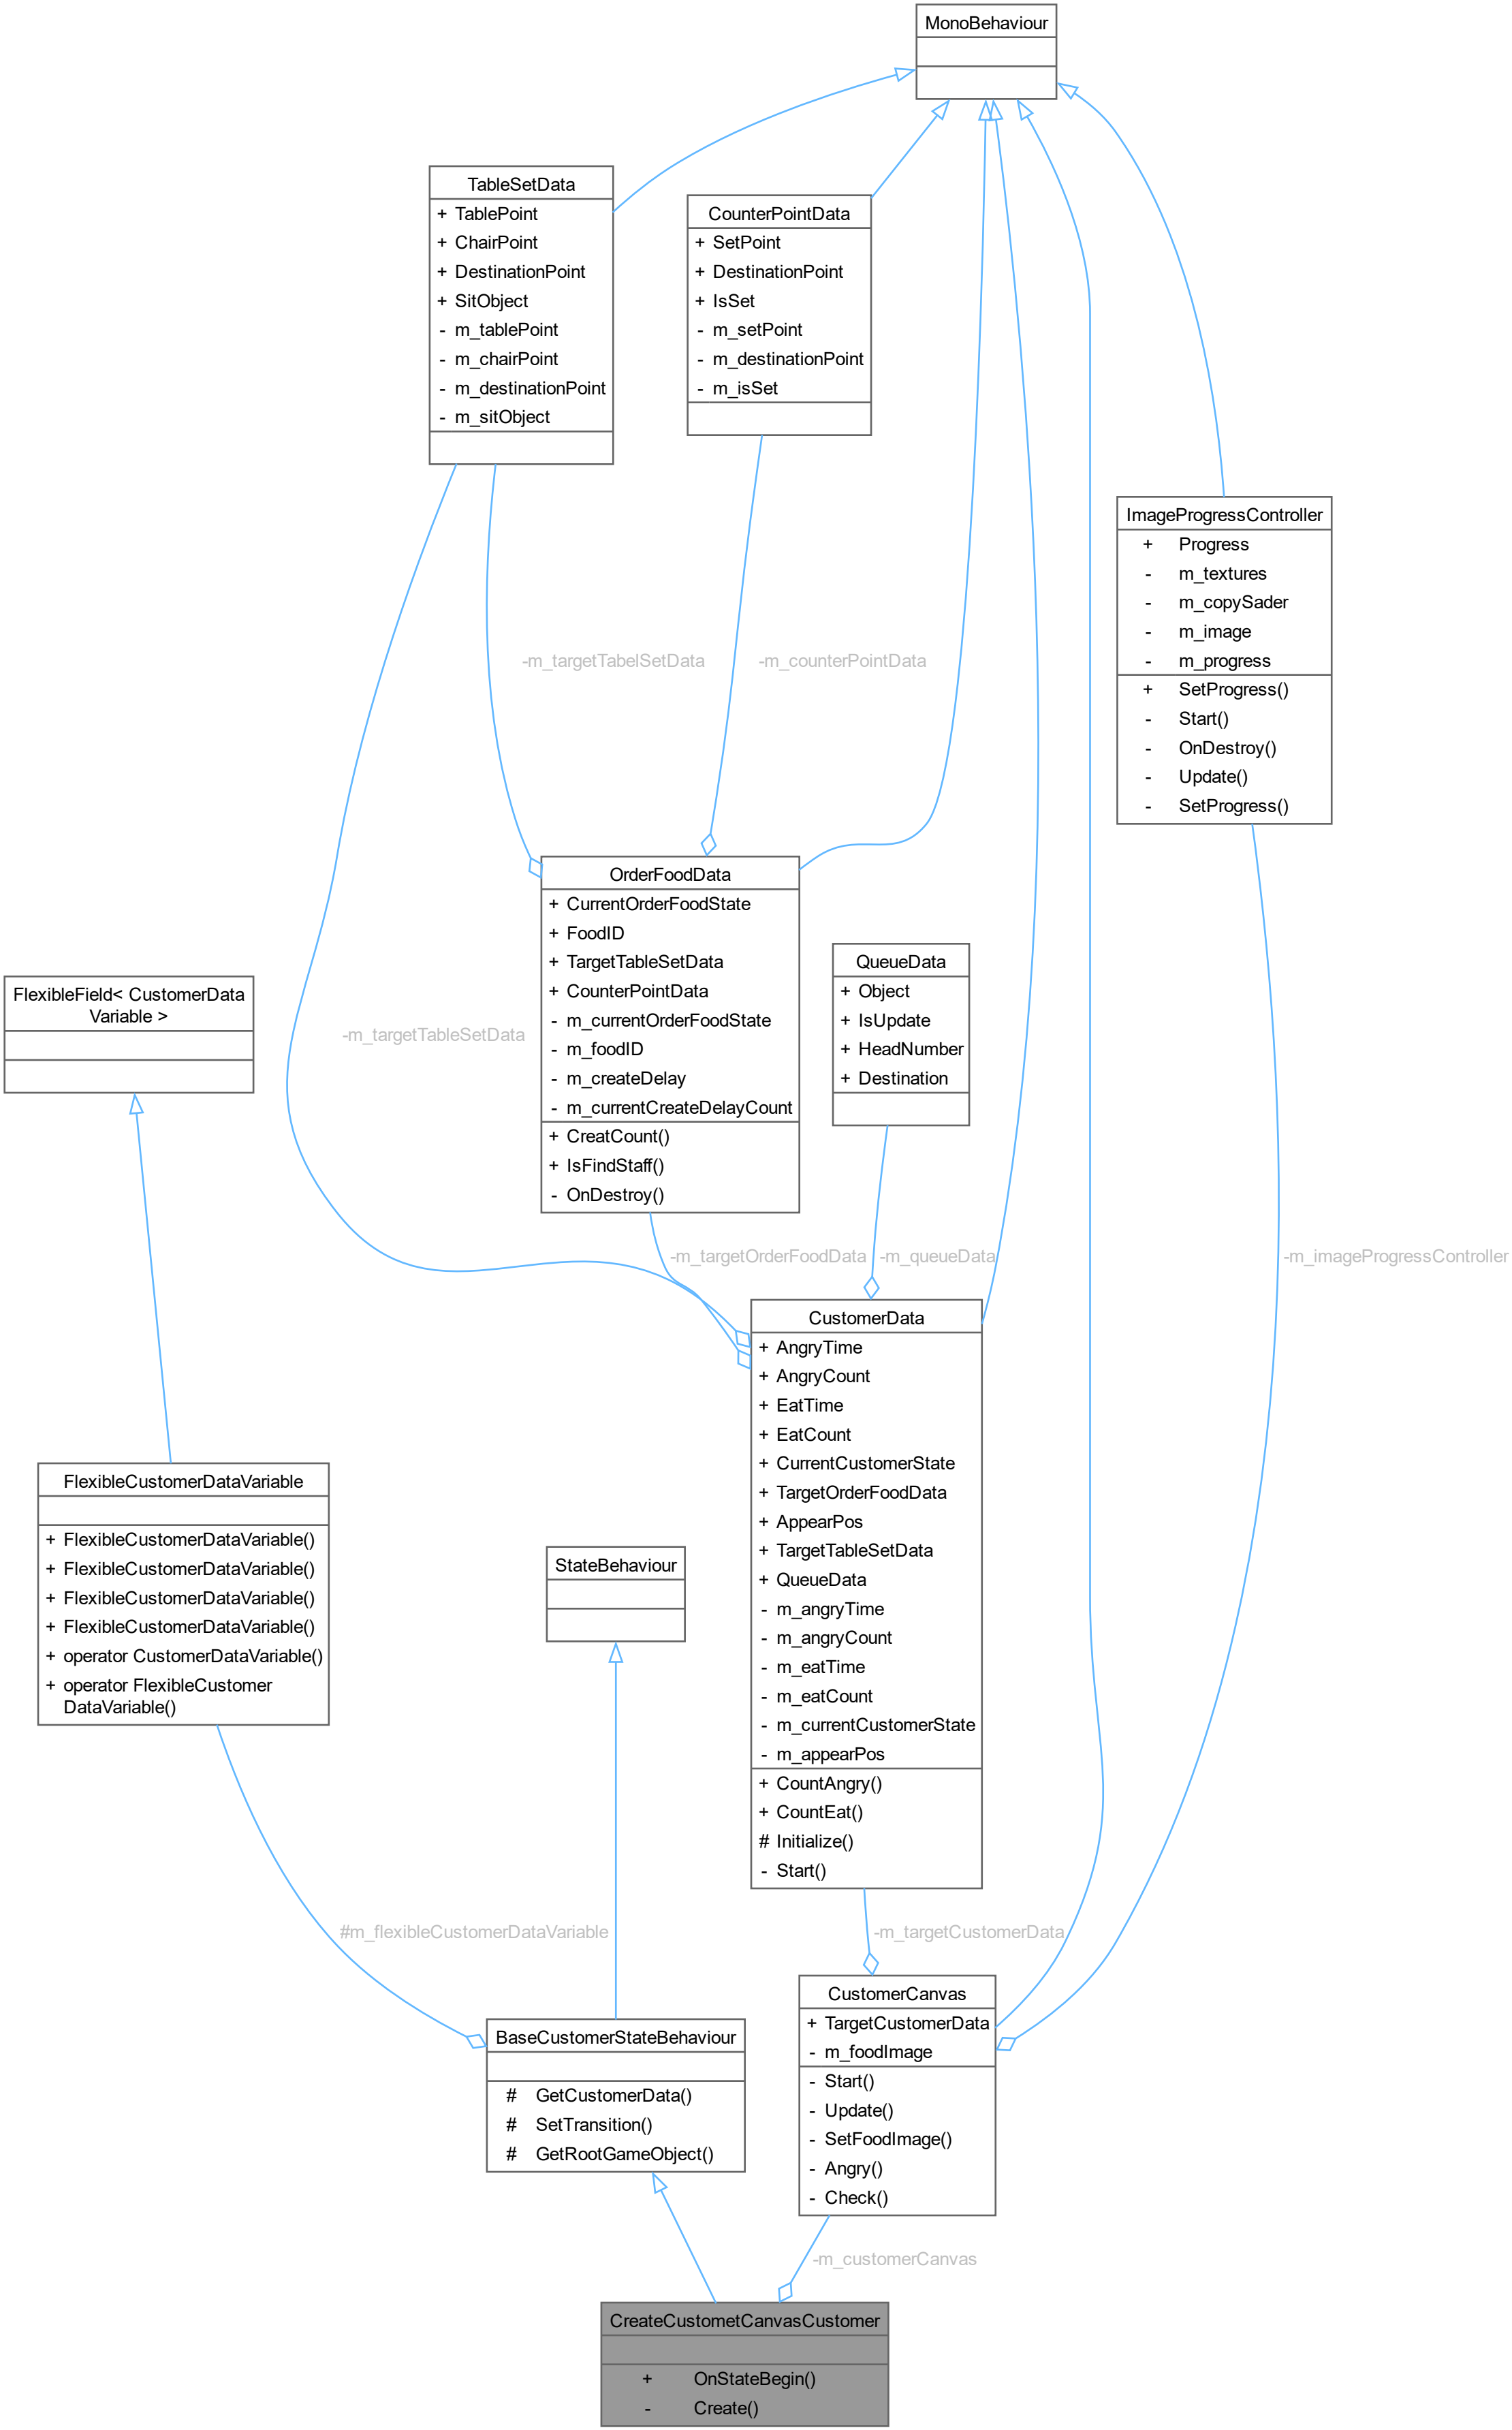 MonoBehaviour
TableSetData
+ TablePoint
+ ChairPoint
+ DestinationPoint
+ SitObject
- m_tablePoint
- m_chairPoint
- m_destinationPoint
- m_sitObject
CounterPointData
+ SetPoint
+ DestinationPoint
+ IsSet
- m_setPoint
- m_destinationPoint
- m_isSet
ImageProgressController
+ Progress
- m_textures
- m_copySader
- m_image
- m_progress
+ SetProgress()
- Start()
- OnDestroy()
- Update()
- SetProgress()
-m_targetTabelSetData
-m_counterPointData
OrderFoodData
+ CurrentOrderFoodState
+ FoodID
+ TargetTableSetData
+ CounterPointData
- m_currentOrderFoodState
- m_foodID
- m_createDelay
- m_currentCreateDelayCount
+ CreatCount()
+ IsFindStaff()
- OnDestroy()
QueueData
+ Object
+ IsUpdate
+ HeadNumber
+ Destination
FlexibleField< CustomerData
Variable >
-m_targetTableSetData
-m_targetOrderFoodData
-m_queueData
-m_imageProgressController
CustomerData
+ AngryTime
+ AngryCount
+ EatTime
+ EatCount
+ CurrentCustomerState
+ TargetOrderFoodData
+ AppearPos
+ TargetTableSetData
+ QueueData
- m_angryTime
- m_angryCount
- m_eatTime
- m_eatCount
- m_currentCustomerState
- m_appearPos
+ CountAngry()
+ CountEat()
# Initialize()
- Start()
FlexibleCustomerDataVariable
+ FlexibleCustomerDataVariable()
+ FlexibleCustomerDataVariable()
+ FlexibleCustomerDataVariable()
+ FlexibleCustomerDataVariable()
+ operator CustomerDataVariable()
+ operator FlexibleCustomer
DataVariable()
StateBehaviour
#m_flexibleCustomerDataVariable
-m_targetCustomerData
BaseCustomerStateBehaviour
# GetCustomerData()
# SetTransition()
# GetRootGameObject()
CustomerCanvas
+ TargetCustomerData
- m_foodImage
- Start()
- Update()
- SetFoodImage()
- Angry()
- Check()
-m_customerCanvas
CreateCustometCanvasCustomer
+ OnStateBegin()
- Create()